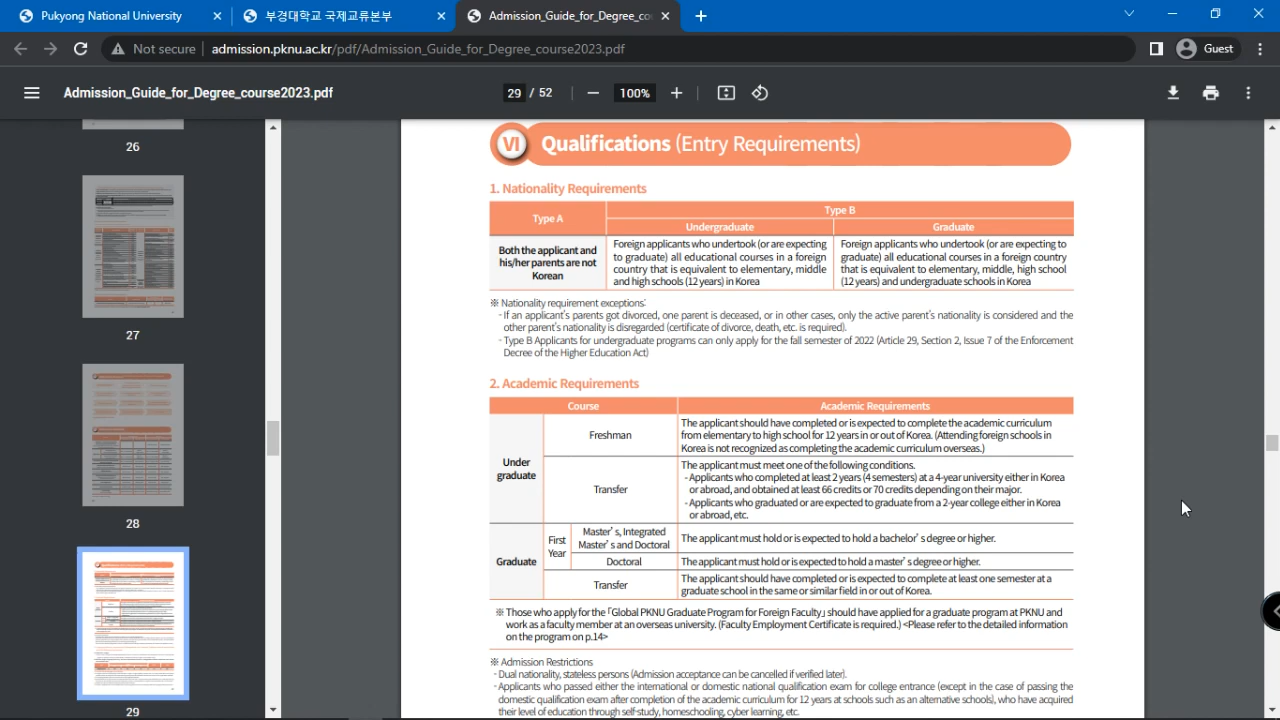 Pukyong National University
부경대학교 국제교류본부
Admission_Guide_for_Degree_co
Not secure
admission.pknu.ac.kr/pdf/Admission_Guide_for_Degree_course2023.pdf
Guest
Admission_Guide_for_Degree_course2023.pdf
29 / 52
100%
26
27
28
29
VI Qualifications (Entry Requirements)
1. Nationality Requirements
Type A
Type B
Undergraduate
Graduate
Both the applicant and
his/her parents are not
Korean
Foreign applicants who undertook (or are expecting
to graduate) all educational courses in a foreign
country that is equivalent to elementary, middle
and high schools (12 years) in Korea
Foreign applicants who undertook (or are expecting to
graduate) all educational courses in a foreign country
that is equivalent to elementary, middle, high school
(12 years) and undergraduate schools in Korea
※ Nationality requirement exceptions:
- If an applicant's parents got divorced, one parent is deceased, or in other cases, only the active parent's nationality is considered and the
other parent's nationality is disregarded (certificate of divorce, death, etc. is required).
- Type B Applicants for undergraduate programs can only apply for the fall semester of 2022 (Article 29, Section 2, Issue 7 of the Enforcement
Decree of the Higher Education Act)
2. Academic Requirements
Course
Academic Requirements
Under
graduate
Freshman
The applicant should have completed or is expected to complete the academic curriculum
from elementary to high school for 12 years in or out of Korea. (Attending foreign schools in
Korea is not recognized as completing the academic curriculum overseas.)
Transfer
The applicant must meet one of the following conditions.
- Applicants who completed at least 2 years (4 semesters) at a 4-year university either in Korea
or abroad, and obtained at least 66 credits or 70 credits depending on their major.
- Applicants who graduated or are expected to graduate from a 2-year college either in Korea
or abroad, etc.
Graduate
First
Year
Master's, Integrated
Master's and Doctoral
The applicant must hold or is expected to hold a bachelor's degree or higher.
Doctoral
The applicant must hold or is expected to hold a master's degree or higher.
Transfer
The applicant should have completed or is expected to complete at least one semester at a
graduate school in the same or similar field in or out of Korea.
※ Those who apply for the 「Global PKNU Graduate Program for Foreign Faculty」 should have applied for a graduate program at PKNU and
work as a faculty member at an overseas university. (Faculty Employment Certificate is required.) <Please refer to the detailed information
on the program on p.14>
※ Admission Restrictions
- Dual nationality, stateless persons (Admission acceptance can be cancelled if verified later).
- Applicants who passed either the international or domestic national qualification exam for college entrance (except in the case of passing the
domestic qualification exam after completion of the academic curriculum for 12 years at schools such as an alternative schools), who have acquired
their level of education through self-study, homeschooling, cyber learning, etc.